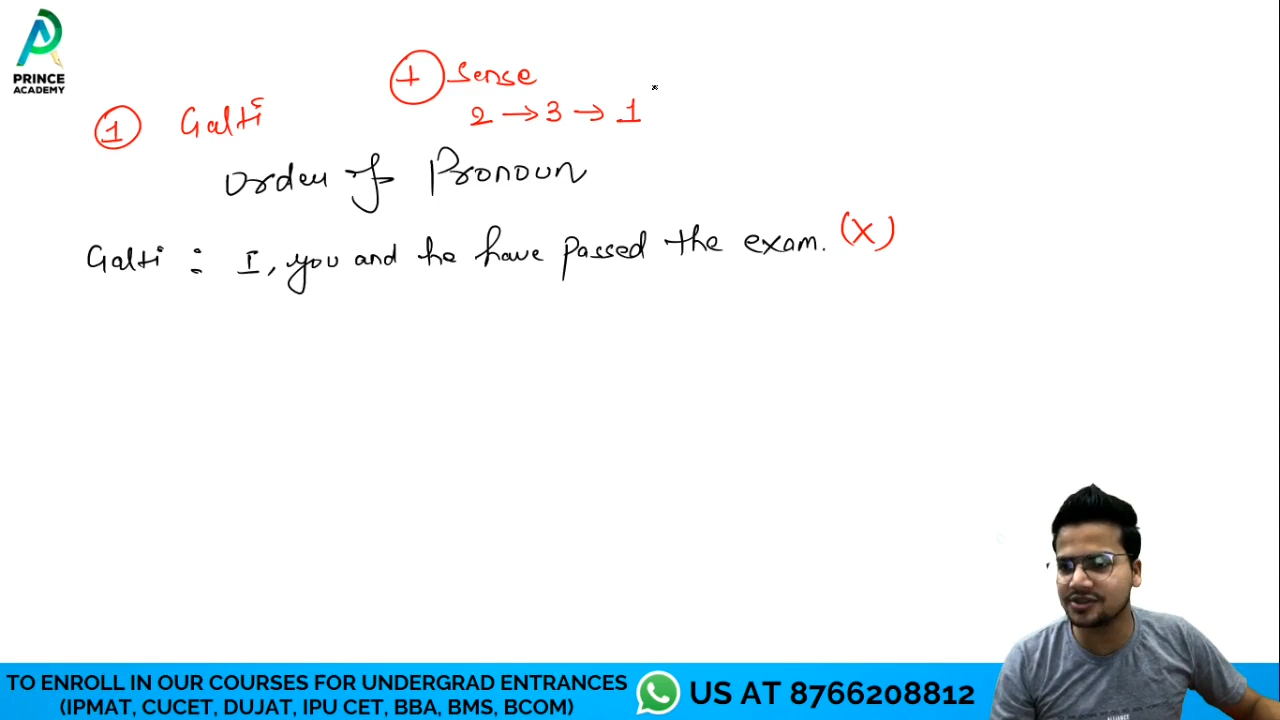 PRINCE
ACADEMY
+ Sense
2 → 3 → 1
1 Galti
Order of Pronoun
Galti : I, you and he have passed the exam. (X)
TO ENROLL IN OUR COURSES FOR UNDERGRAD ENTRANCES
(IPMAT, CUCET, DUJAT, IPU CET, BBA, BMS, BCOM)
US AT 8766208812